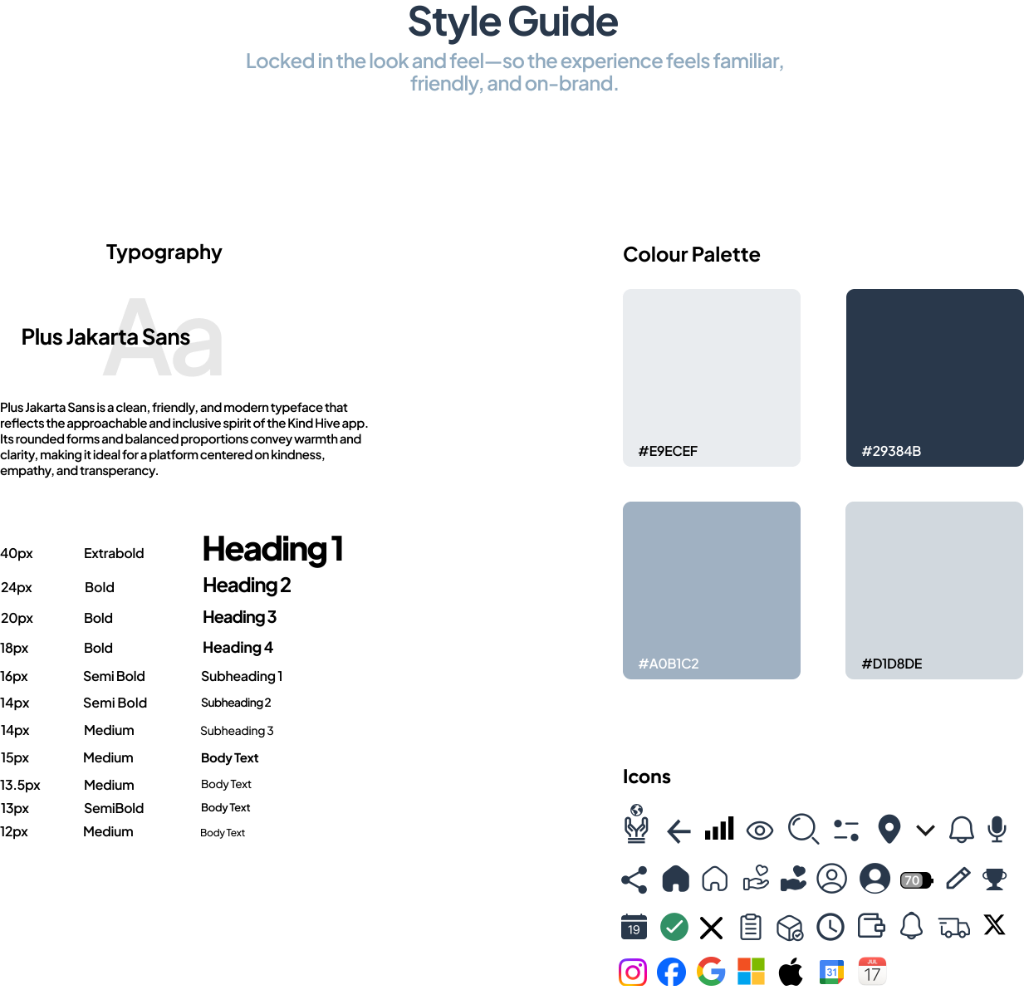 Style Guide
Locked in the look and feel—so the experience feels familiar,
friendly, and on-brand.
Typography
Aa
Plus Jakarta Sans
Plus Jakarta Sans is a clean, friendly, and modern typeface that
reflects the approachable and inclusive spirit of the Kind Hive app.
Its rounded forms and balanced proportions convey warmth and
clarity, making it ideal for a platform centered on kindness,
empathy, and transperancy.
40px Extrabold Heading 1
24px Bold Heading 2
20px Bold Heading 3
18px Bold Heading 4
16px Semi Bold Subheading 1
14px Semi Bold Subheading 2
14px Medium Subheading 3
15px Medium Body Text
13.5px Medium Body Text
13px SemiBold Body Text
12px Medium Body Text
Colour Palette
#E9ECEF
#29384B
#A0B1C2
#D1D8DE
Icons
70
19
31
JUL
17